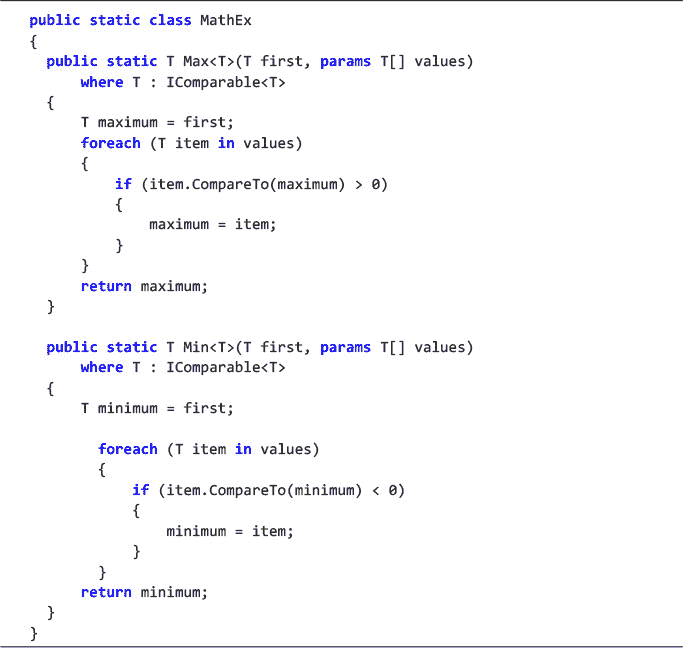 public static class MathEx
{
  public static T Max<T>(T first, params T[] values)
      where T : IComparable<T>
  {
      T maximum = first;
      foreach (T item in values)
      {
          if (item.CompareTo(maximum) > 0)
          {
              maximum = item;
          }
      }
      return maximum;
  }

  public static T Min<T>(T first, params T[] values)
      where T : IComparable<T>
  {
      T minimum = first;

        foreach (T item in values)
        {
            if (item.CompareTo(minimum) < 0)
            {
                minimum = item;
            }
        }
      return minimum;
  }
}